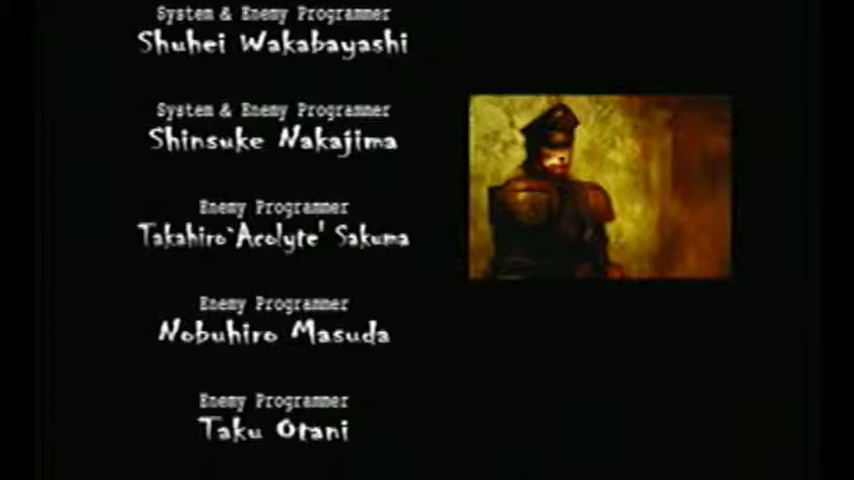 System & Enemy Programmer
Shuhei Wakabayashi
System & Enemy Programmer
Shinsuke Nakajima
Enemy Programmer
Takahiro`Acolyte' Sakuma
Enemy Programmer
Nobuhiro Masuda
Enemy Programmer
Taku Otani